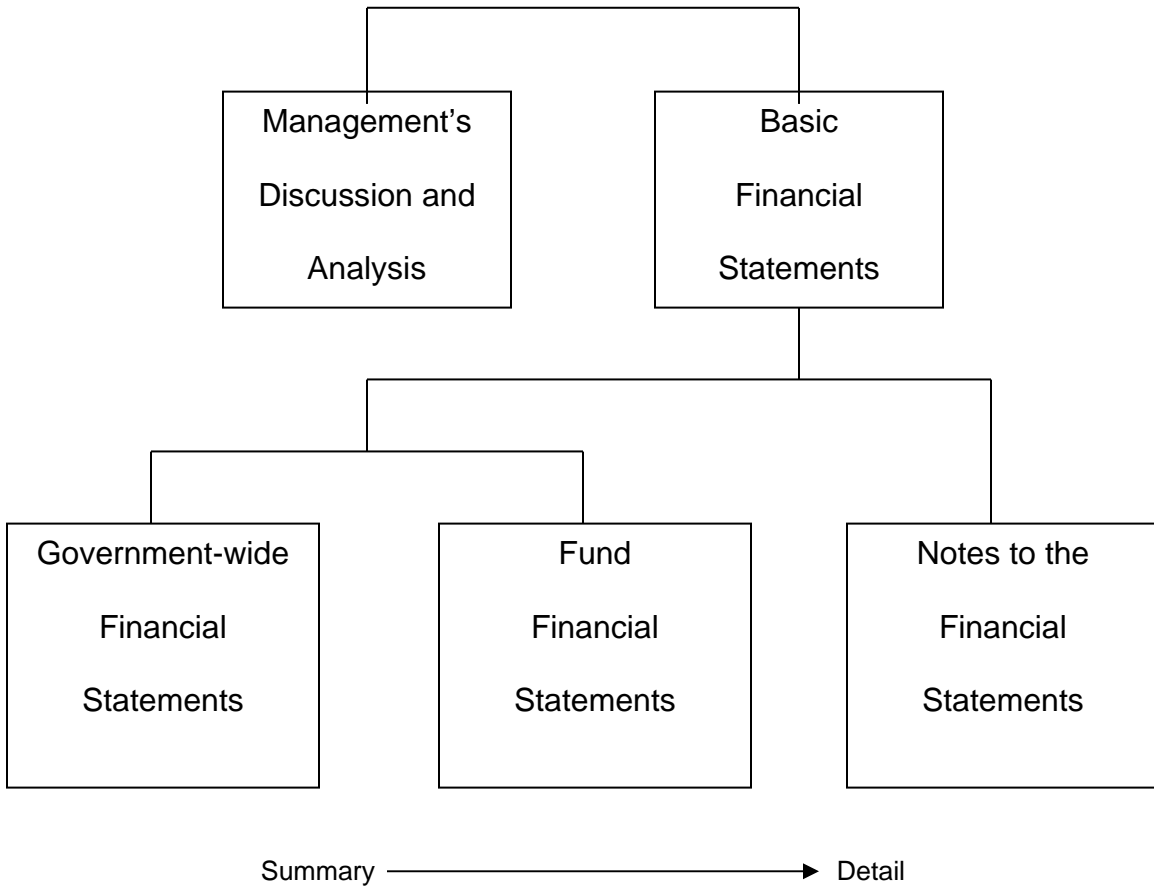 Management’s
Discussion and
Analysis
Basic
Financial
Statements
Government-wide
Financial
Statements
Fund
Financial
Statements
Notes to the
Financial
Statements
Summary
Detail